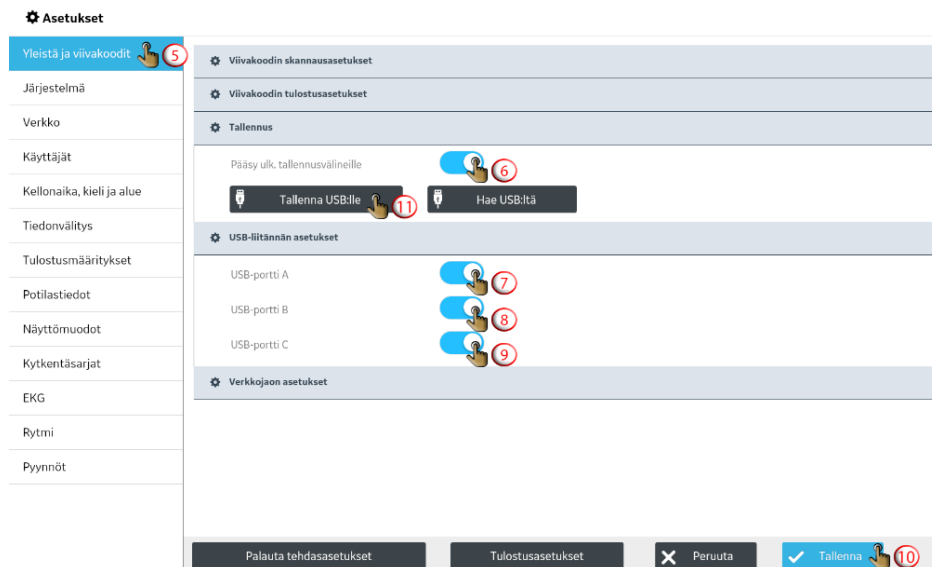 Asetukset
Yleistä ja viivakoodit 5
Järjestelmä
Verkko
Käyttäjät
Kellonaika, kieli ja alue
Tiedonvälitys
Tulostusmääritykset
Potilastiedot
Näyttömuodot
Kytkentäsarjat
EKG
Rytmi
Pyynnöt
Viivakoodin skannausasetukset
Viivakoodin tulostusasetukset
Tallennus
Pääsy ulk. tallennusvälineille 6
Tallenna USB:lle 11 Hae USB:ltä
USB-liitännän asetukset
USB-portti A 7
USB-portti B 8
USB-portti C 9
Verkkojaon asetukset
Palauta tehdasasetukset Tulostusasetukset Peruuta Tallenna 10